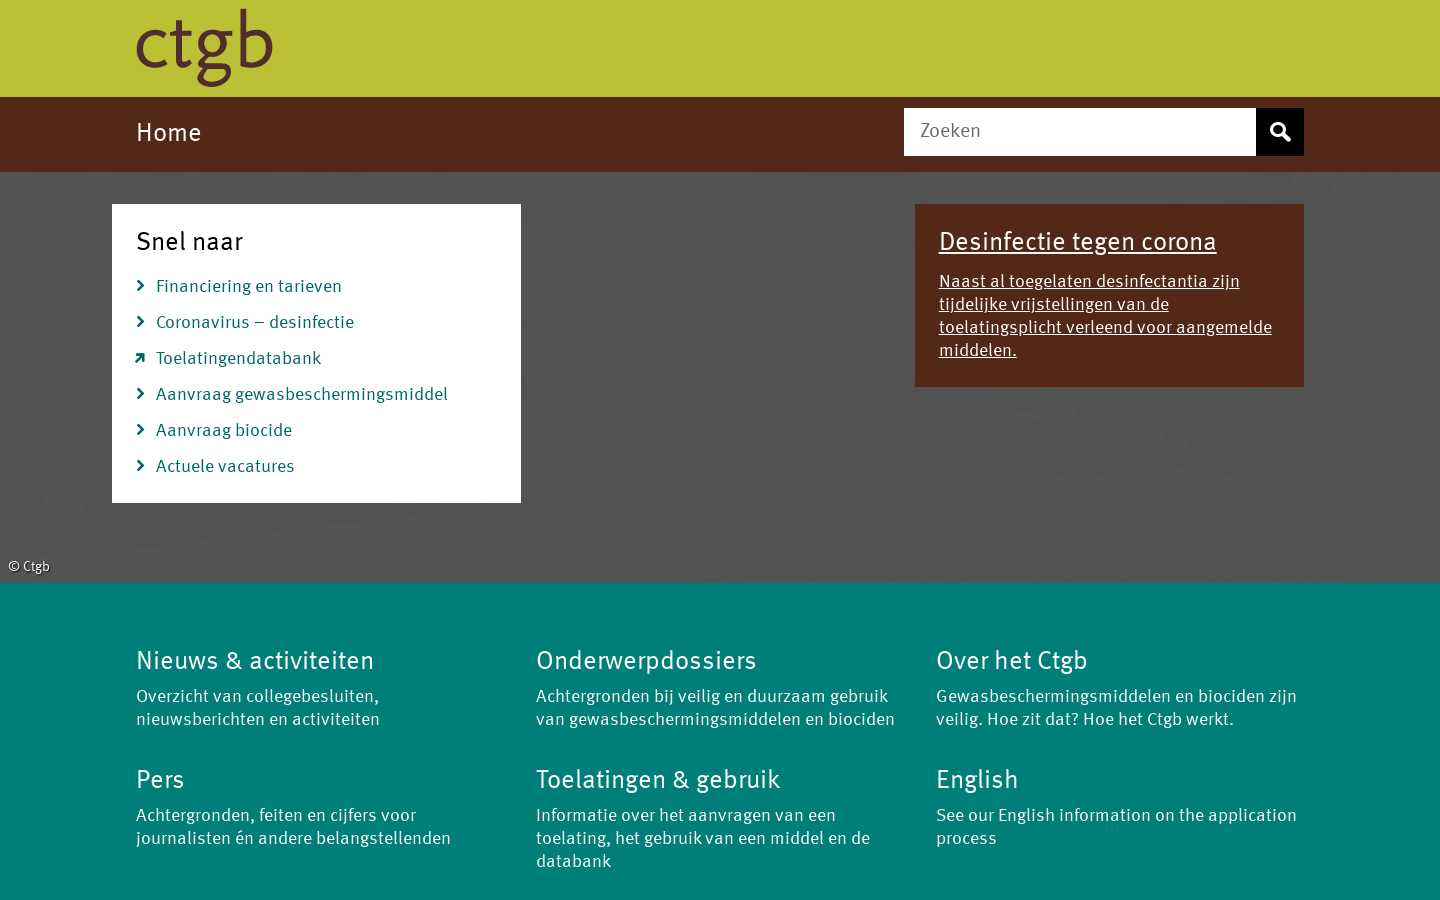 ctgb
Home
Zoeken
Snel naar
Financiering en tarieven
Coronavirus – desinfectie
Toelatingendatabank
Aanvraag gewasbeschermingsmiddel
Aanvraag biocide
Actuele vacatures
Desinfectie tegen corona
Naast al toegelaten desinfectantia zijn
tijdelijke vrijstellingen van de
toelatingsplicht verleend voor aangemelde
middelen.
© Ctgb
Nieuws & activiteiten
Overzicht van collegebesluiten,
nieuwsberichten en activiteiten
Onderwerpdossiers
Achtergronden bij veilig en duurzaam gebruik
van gewasbeschermingsmiddelen en biociden
Over het Ctgb
Gewasbeschermingsmiddelen en biociden zijn
veilig. Hoe zit dat? Hoe het Ctgb werkt.
Pers
Achtergronden, feiten en cijfers voor
journalisten én andere belangstellenden
Toelatingen & gebruik
Informatie over het aanvragen van een
toelating, het gebruik van een middel en de
databank
English
See our English information on the application
process